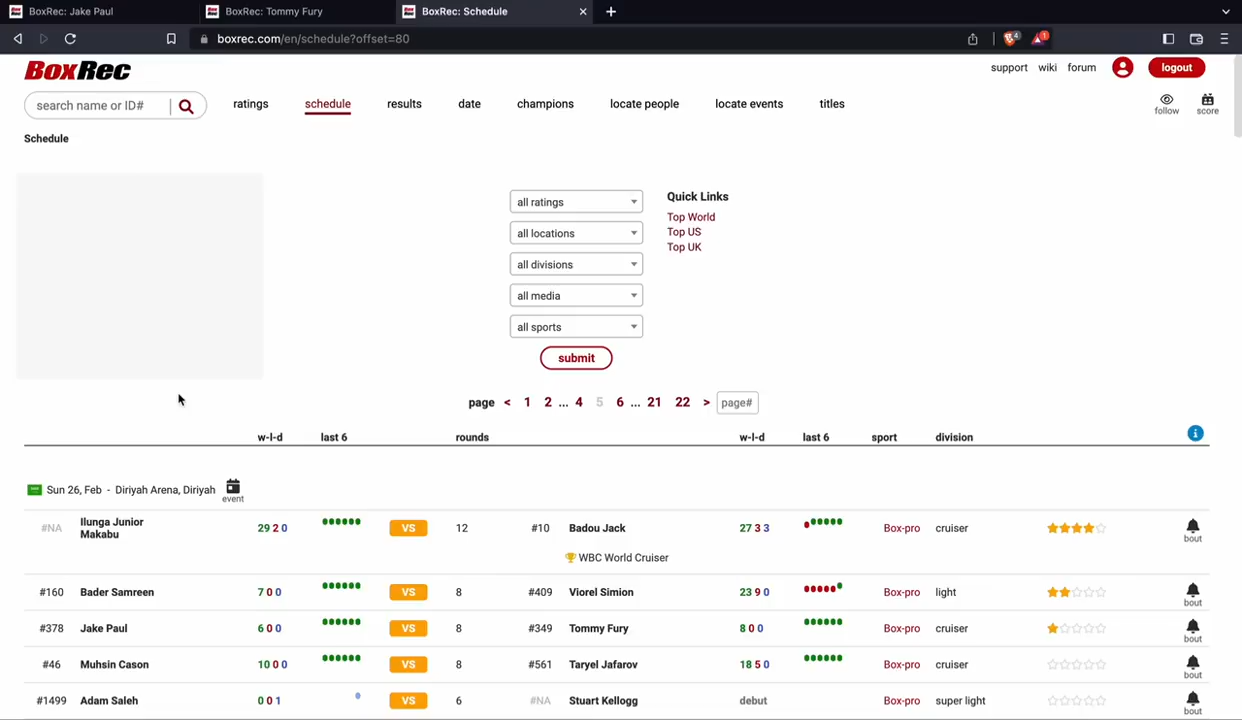 BoxRec: Jake Paul BoxRec: Tommy Fury BoxRec: Schedule
boxrec.com/en/schedule?offset=80 4 1
BoxRec support wiki forum logout
search name or ID# ratings schedule results date champions locate people locate events titles follow score
Schedule
all ratings
all locations
all divisions
all media
all sports
submit
Quick Links
Top World
Top US
Top UK
page < 1 2 ... 4 5 6 ... 21 22 > page#
w-l-d last 6 rounds w-l-d last 6 sport division
Sun 26, Feb - Diriyah Arena, Diriyah event
#NA Ilunga Junior Makabu 29 2 0 VS 12 #10 Badou Jack 27 3 3 Box-pro cruiser bout
WBC World Cruiser
#160 Bader Samreen 7 0 0 VS 8 #409 Viorel Simion 23 9 0 Box-pro light bout
#378 Jake Paul 6 0 0 VS 8 #349 Tommy Fury 8 0 0 Box-pro cruiser bout
#46 Muhsin Cason 10 0 0 VS 8 #561 Taryel Jafarov 18 5 0 Box-pro cruiser bout
#1499 Adam Saleh 0 0 1 VS 6 #NA Stuart Kellogg debut Box-pro super light bout